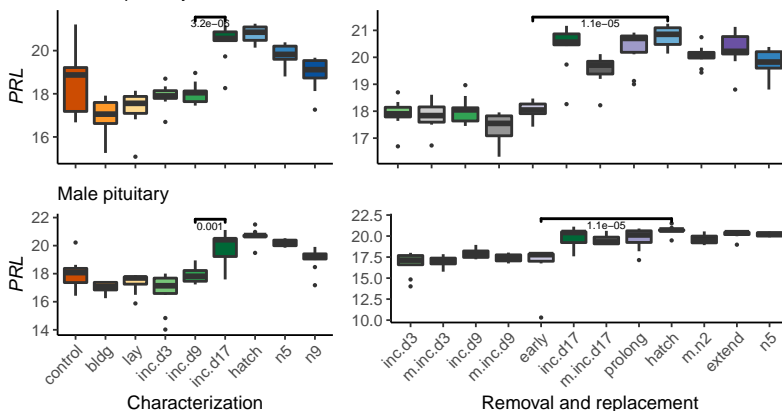 3.2e-06
1.1e-05
PRL
20
18
16
21
20
19
18
17
Male pituitary
0.001
1.1e-05
PRL
22
20
18
16
14
20.0
17.5
15.0
12.5
10.0
22.5
control
bldg
lay
inc.d3
inc.d9
inc.d17
hatch
n5
n9
inc.d3
m.inc.d3
inc.d9
m.inc.d9
early
inc.d17
m.inc.d17
prolong
hatch
m.n2
extend
n5
Characterization
Removal and replacement